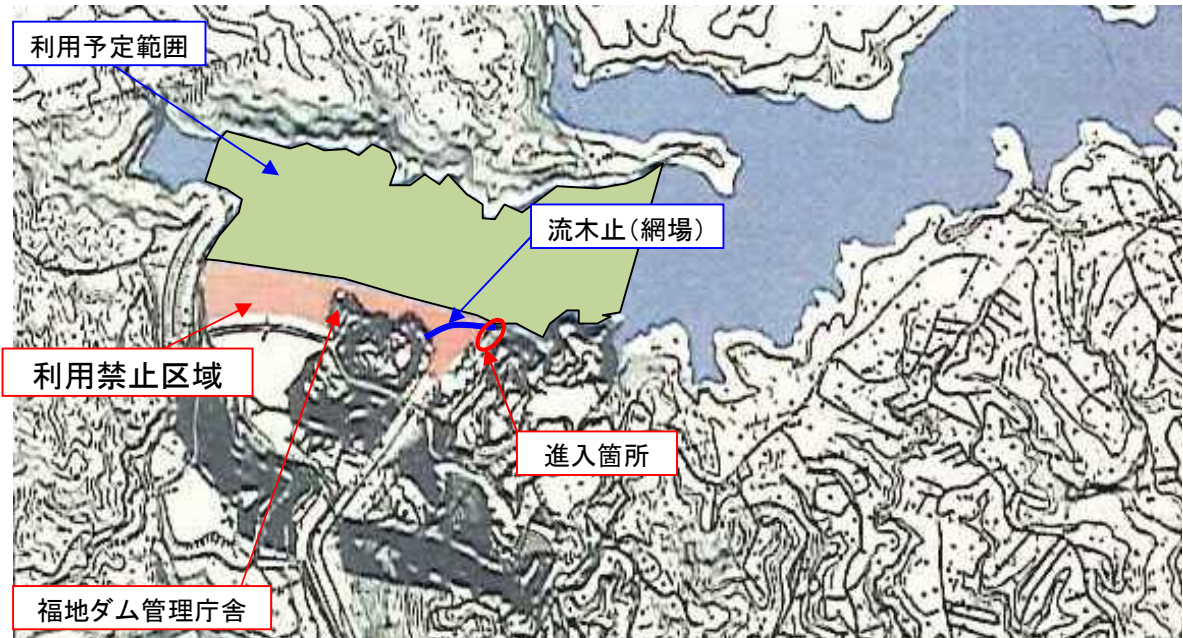 利用予定範囲
流木止(網場)
利用禁止区域
進入箇所
福地ダム管理庁舎